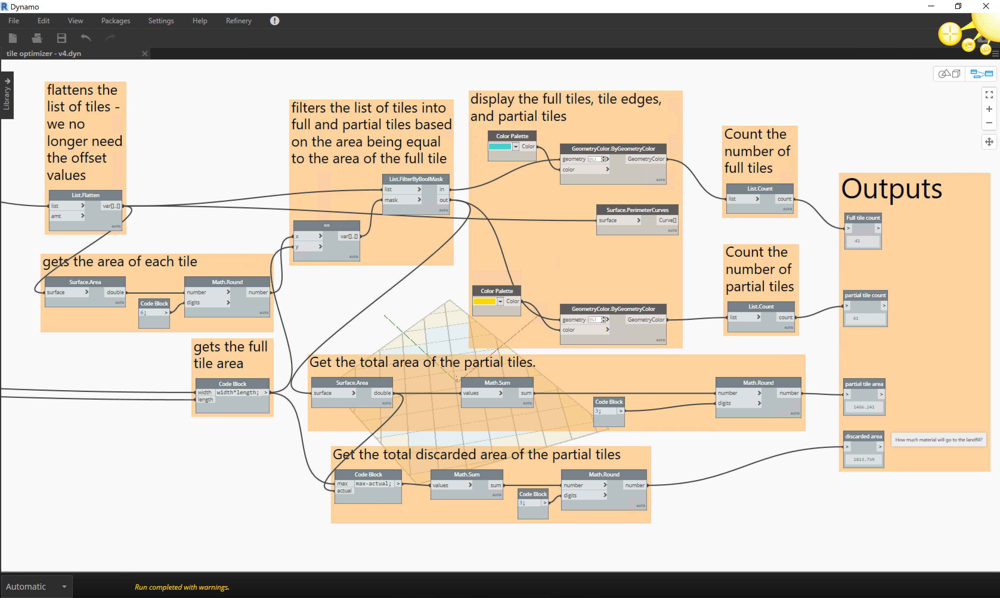 Dynamo
File Edit View Packages Settings Help Refinery
tile optimizer - v4.dyn
Library
flattens the
list of tiles -
we no
longer need
the offset
values
List.Flatten
list > var[]..[]
amt >
AUTO
gets the area of each tile
Surface.Area
surface > double
AUTO
Code Block
6; >
Math.Round
number > number
digits >
AUTO
gets the full
tile area
Code Block
width width*length; >
length
filters the list of tiles into
full and partial tiles based
on the area being equal
to the area of the full tile
List.FilterByBoolMask
list > in
mask > out
AUTO
==
x > var[]..[]
y >
AUTO
display the full tiles, tile edges,
and partial tiles
Color Palette
Color
GeometryColor.ByGeometryColor
geometry @L1 > GeometryColor
color >
AUTO
Surface.PerimeterCurves
surface > Curve[]
AUTO
Color Palette
Color
GeometryColor.ByGeometryColor
geometry @L1 > GeometryColor
color >
AUTO
Count the
number of
full tiles
List.Count
list > count
AUTO
Count the
number of
partial tiles
List.Count
list > count
AUTO
Get the total area of the partial tiles.
Surface.Area
surface > double
AUTO
Math.Sum
values > sum
AUTO
Code Block
3; >
Math.Round
number > number
digits >
AUTO
Get the total discarded area of the partial tiles
Code Block
max max-actual; >
actual
Math.Sum
values > sum
AUTO
Code Block
3; >
Math.Round
number > number
digits >
AUTO
Outputs
Full tile count
> >
41
partial tile count
> >
41
partial tile area
> >
1466.241
discarded area
> >
1813.759
How much material will go to the landfill?
Automatic
Run completed with warnings.